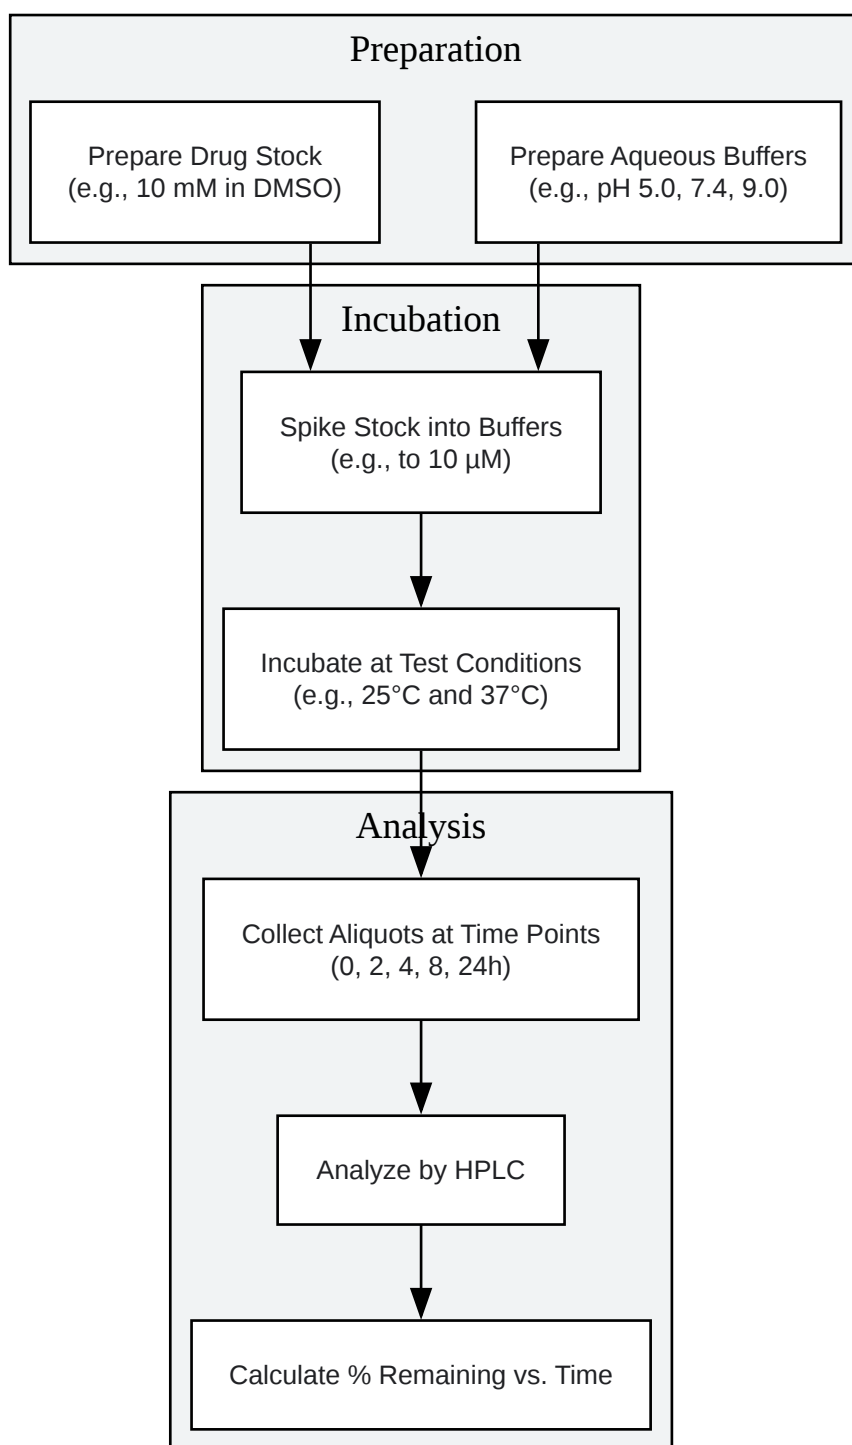 Preparation
Prepare Drug Stock
(e.g., 10 mM in DMSO)
Prepare Aqueous Buffers
(e.g., pH 5.0, 7.4, 9.0)
Incubation
Spike Stock into Buffers
(e.g., to 10 µM)
Incubate at Test Conditions
(e.g., 25°C and 37°C)
Analysis
Collect Aliquots at Time Points
(0, 2, 4, 8, 24h)
Analyze by HPLC
Calculate % Remaining vs. Time